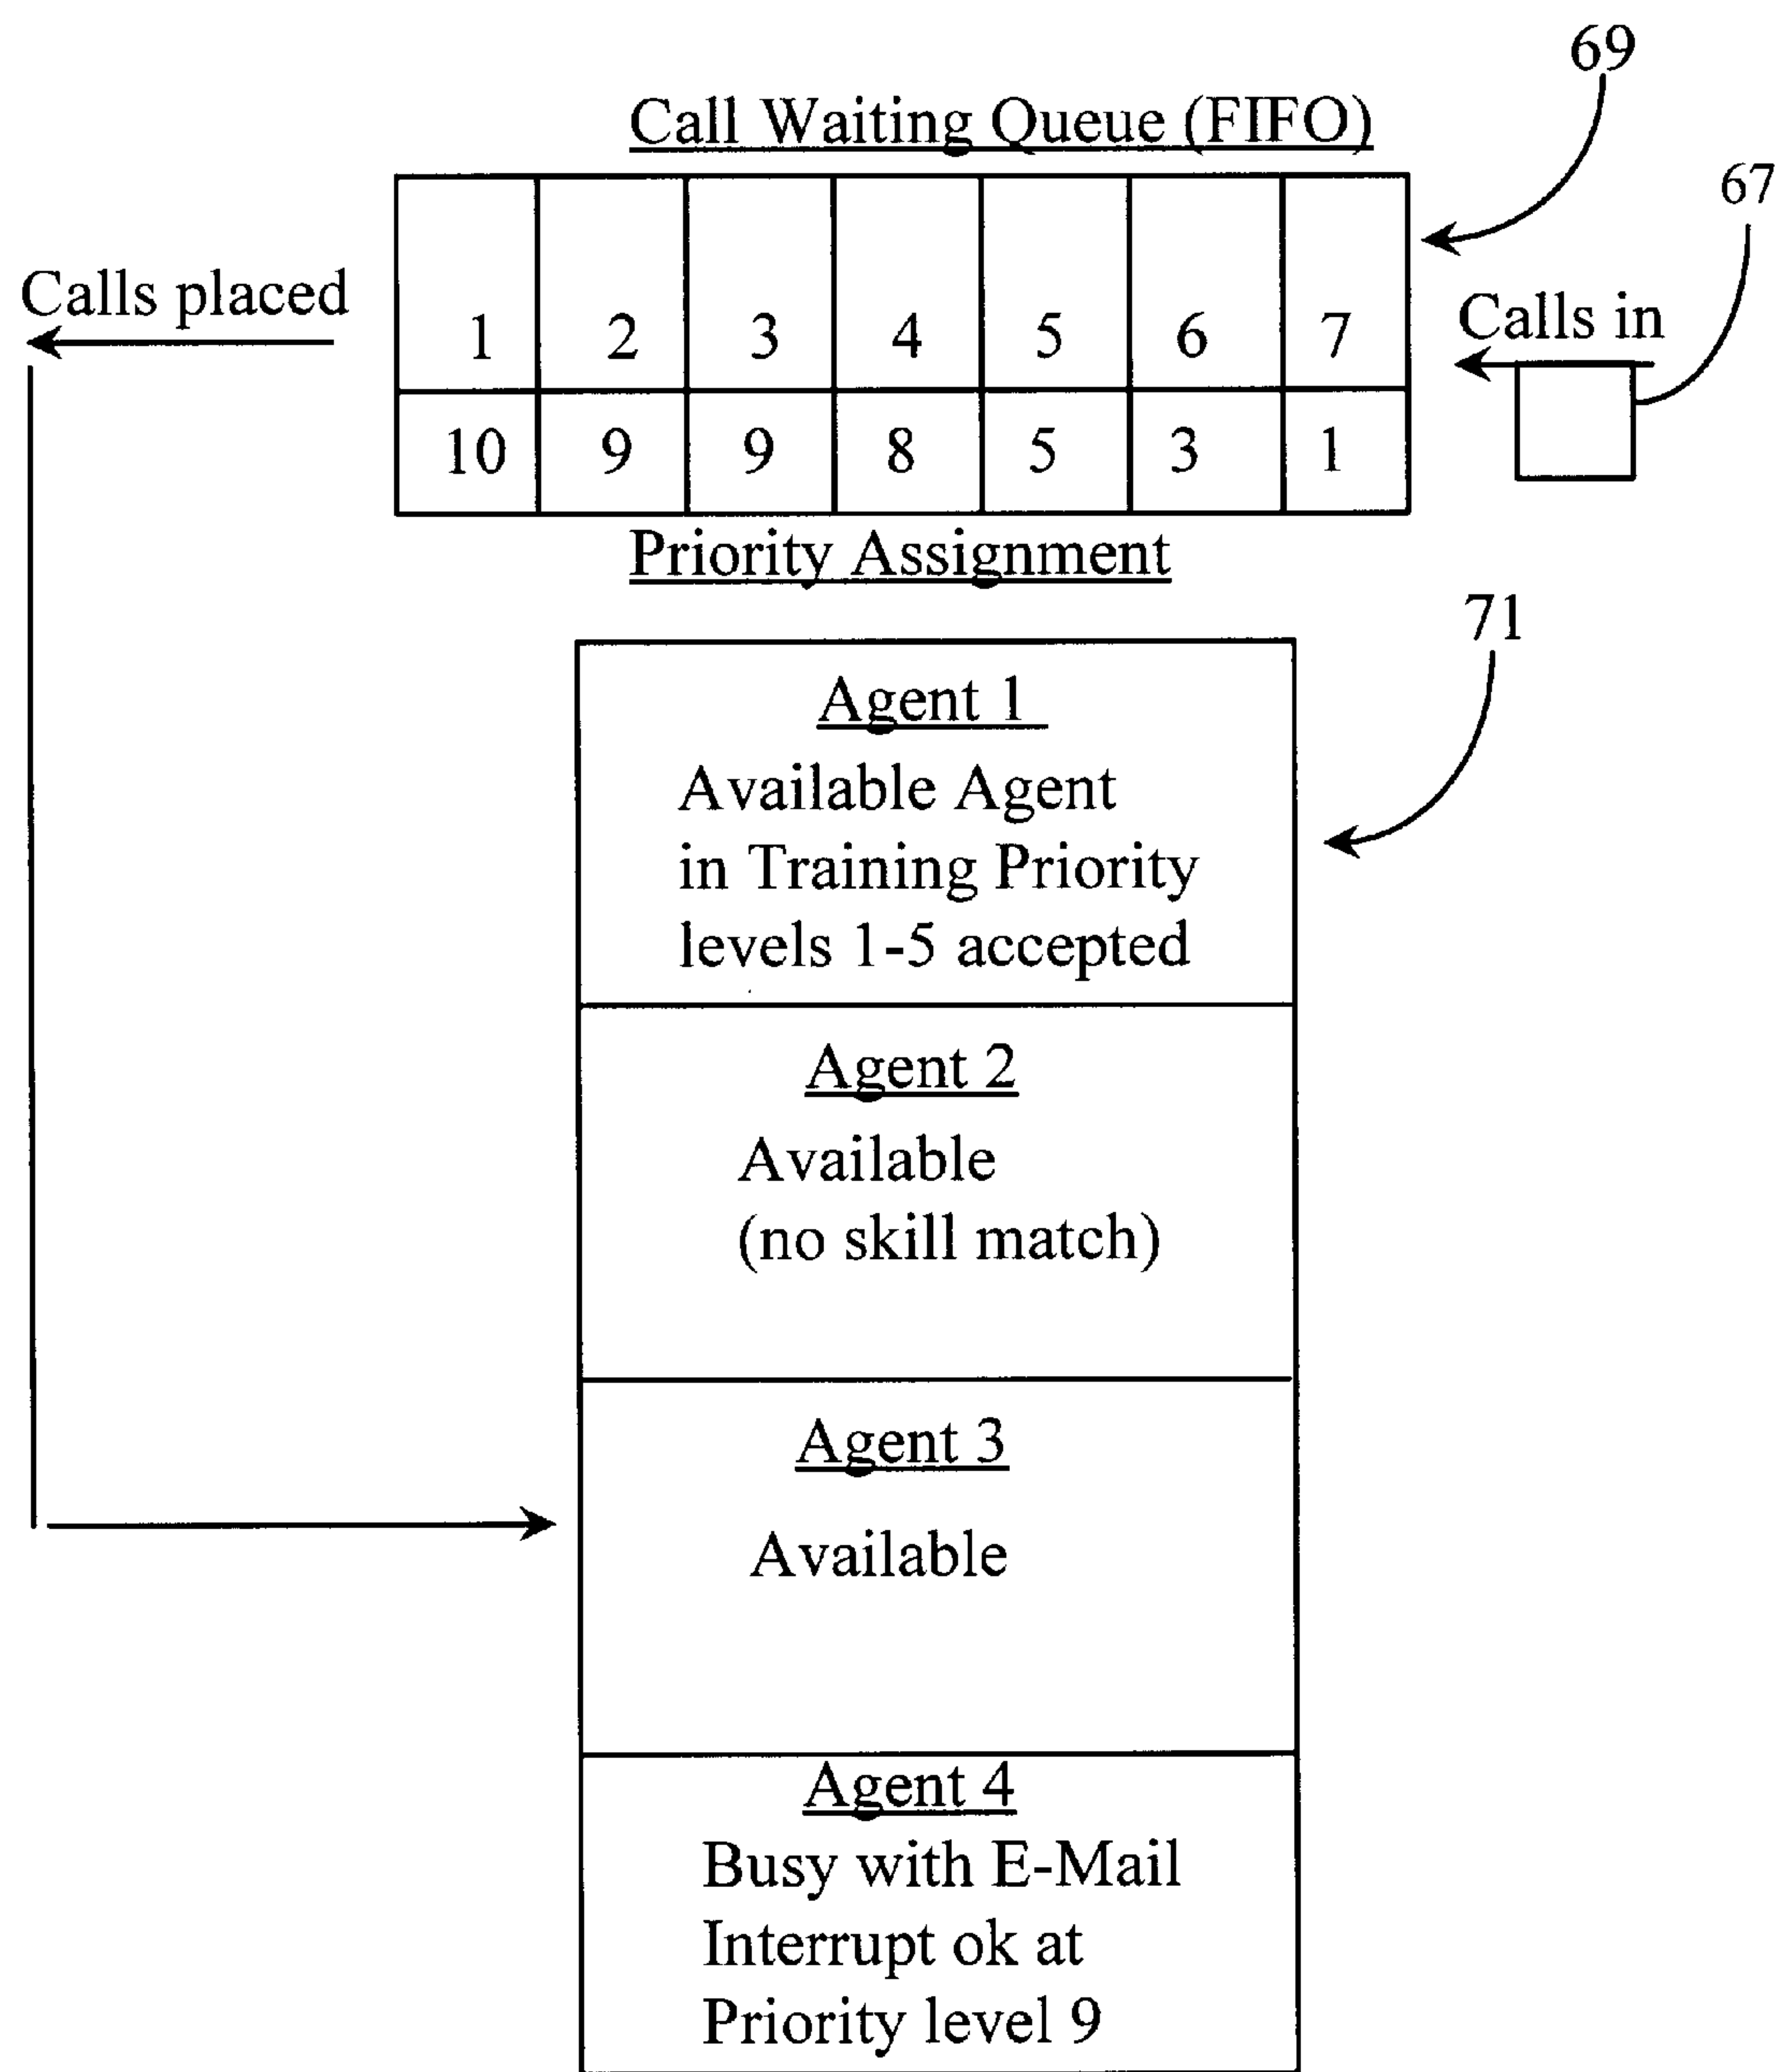 69
Call Waiting Queue (FIFO)
67
Calls placed
1 2 3 4 5 6 7
Calls in
10 9 9 8 5 3 1
Priority Assignment
71
Agent 1
Available Agent
in Training Priority
levels 1-5 accepted
Agent 2
Available
(no skill match)
Agent 3
Available
Agent 4
Busy with E-Mail
Interrupt ok at
Priority level 9